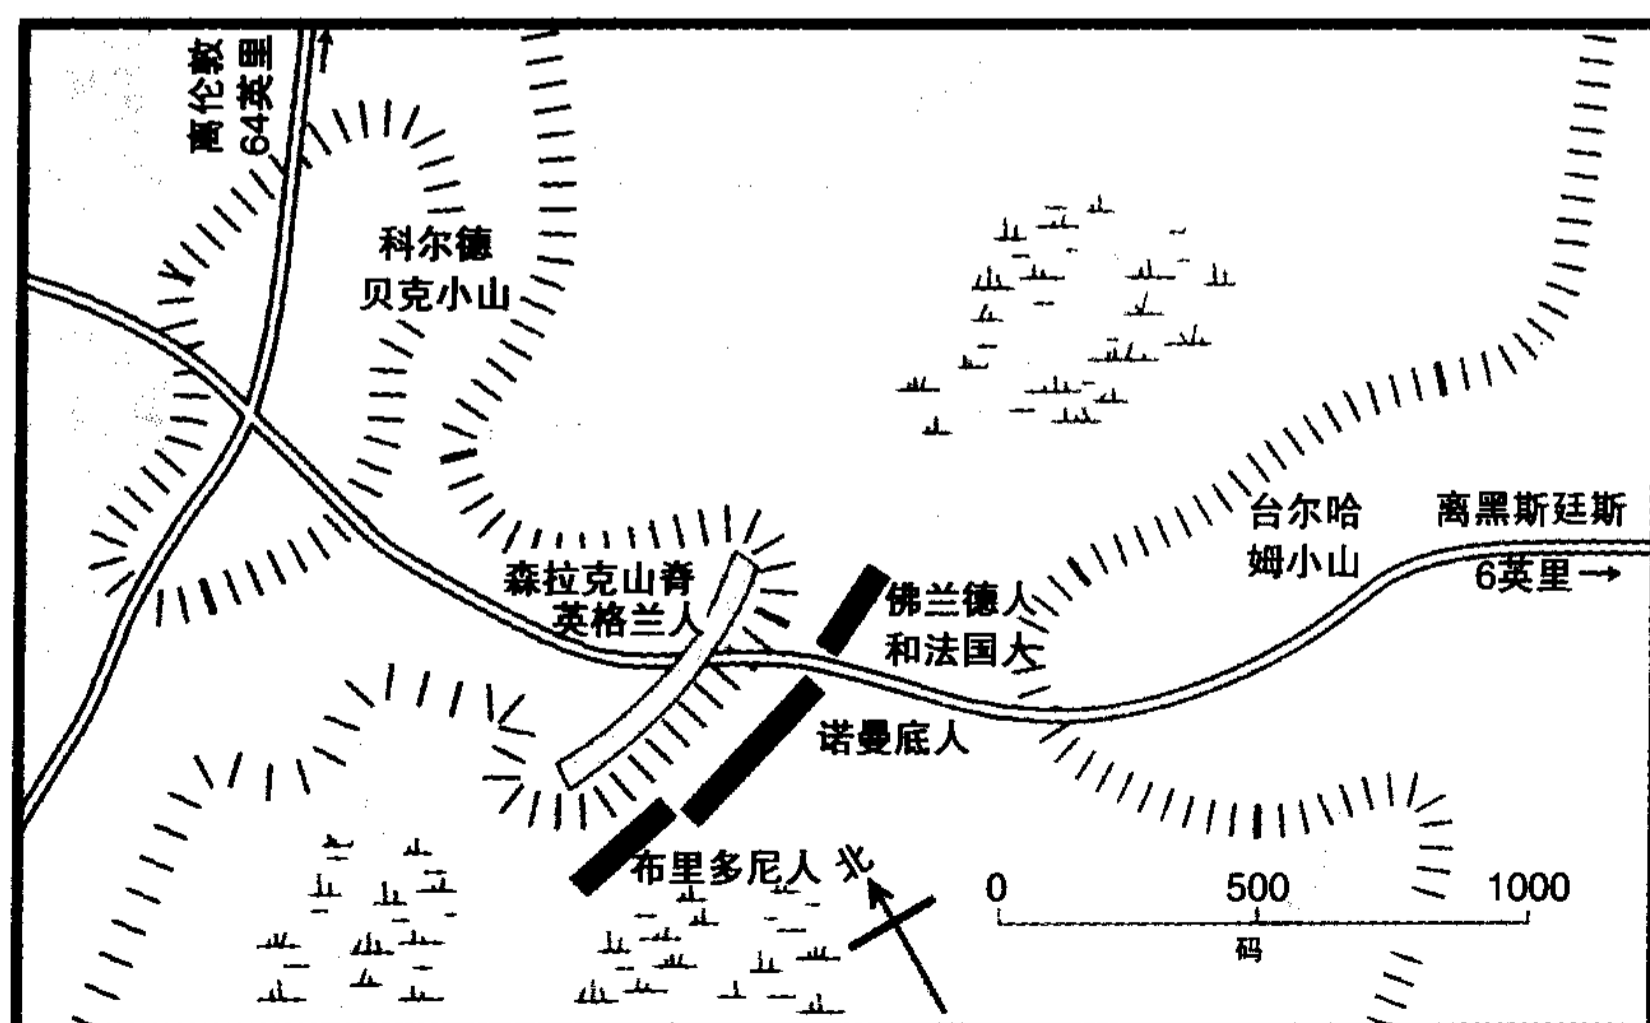 离伦敦
64英里
科尔德
贝克小山
台尔哈
姆小山
离黑斯廷斯
6英里
森拉克山脊
英格兰人
佛兰德人
和法国人
诺曼底人
布里多尼人
北
0 500 1000
码